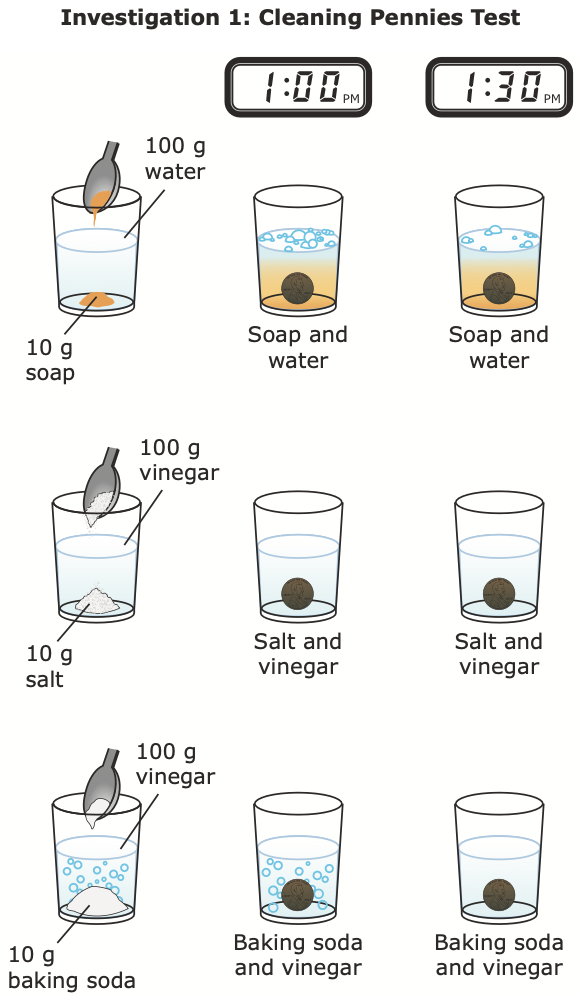 Investigation 1: Cleaning Pennies Test
1:00 PM
1:30 PM
100 g
water
10 g
soap
Soap and
water
Soap and
water
100 g
vinegar
10 g
salt
Salt and
vinegar
Salt and
vinegar
100 g
vinegar
10 g
baking soda
Baking soda
and vinegar
Baking soda
and vinegar